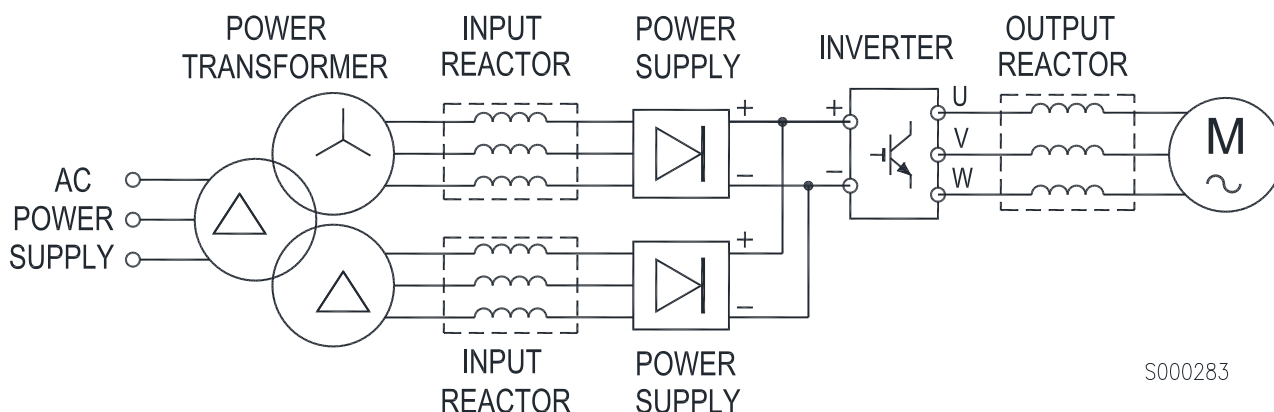 POWER
TRANSFORMER
INPUT
REACTOR
POWER
SUPPLY
INVERTER
OUTPUT
REACTOR
AC
POWER
SUPPLY
+
−
+
−
U
V
W
M
+
−
INPUT
REACTOR
POWER
SUPPLY
S000283